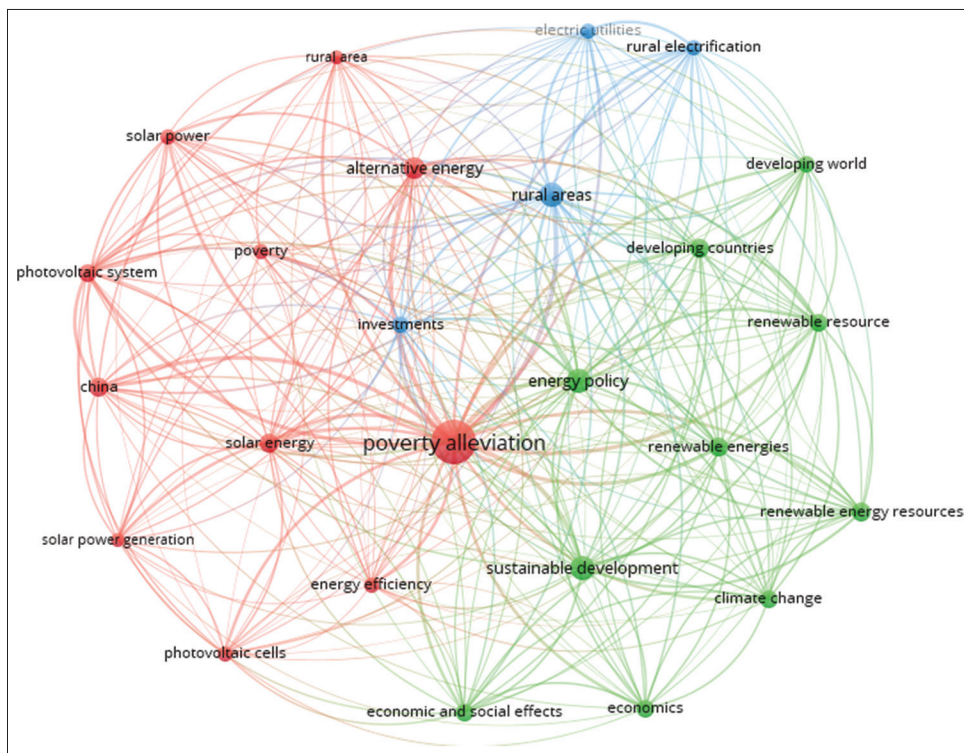 electric utilities
rural electrification
rural area
solar power
alternative energy
developing world
rural areas
poverty
developing countries
photovoltaic system
investments
renewable resource
china
energy policy
solar energy
poverty alleviation
renewable energies
renewable energy resources
solar power generation
sustainable development
energy efficiency
climate change
photovoltaic cells
economic and social effects
economics